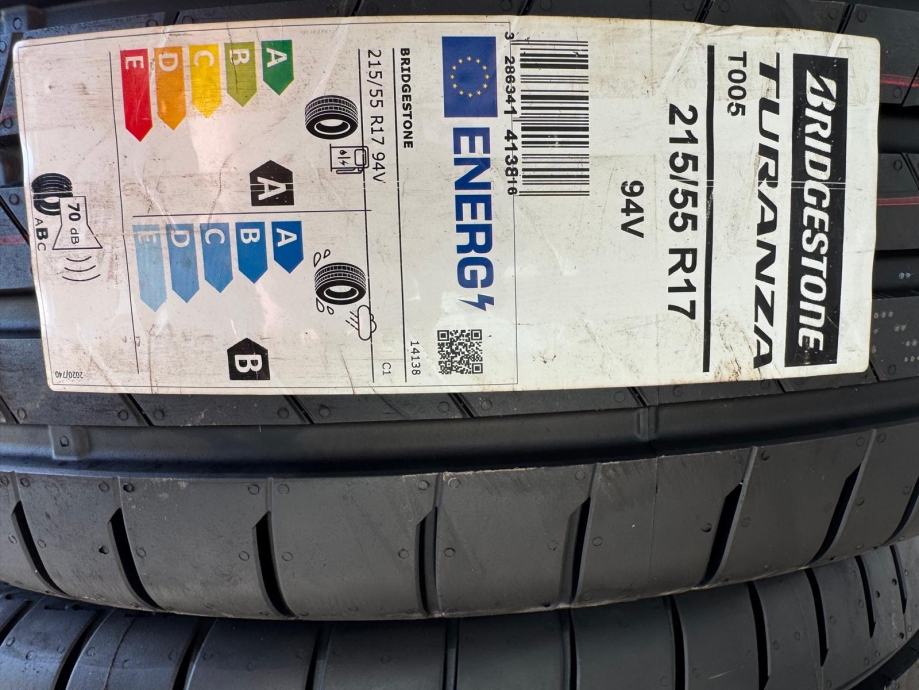 BRIDGESTONE
TURANZA
T005
215/55 R17
94V
3 286341 413816
ENERG
BRIDGESTONE 14138
215/55 R17 94V C1
A
B
C
D
E
A
A
B
C
D
E
B
70 dB
ABC
2020/740